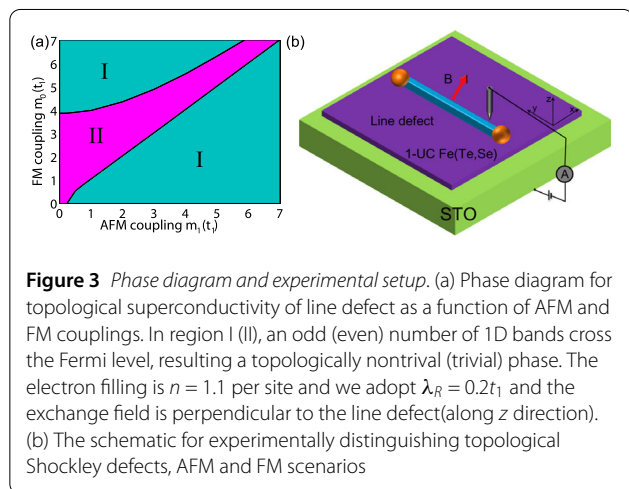 (a)
7
6
5
4
3
2
1
0
FM coupling m₀(t₁)
I
II
I
0 1 2 3 4 5 6 7
AFM coupling m₁(t₁)
(b)
B
Line defect
1-UC Fe(Te,Se)
STO
z
y
x
A
Figure 3 Phase diagram and experimental setup. (a) Phase diagram for
topological superconductivity of line defect as a function of AFM and
FM couplings. In region I (II), an odd (even) number of 1D bands cross
the Fermi level, resulting a topologically nontrival (trivial) phase. The
electron filling is n = 1.1 per site and we adopt λ_R = 0.2t₁ and the
exchange field is perpendicular to the line defect(along z direction).
(b) The schematic for experimentally distinguishing topological
Shockley defects, AFM and FM scenarios